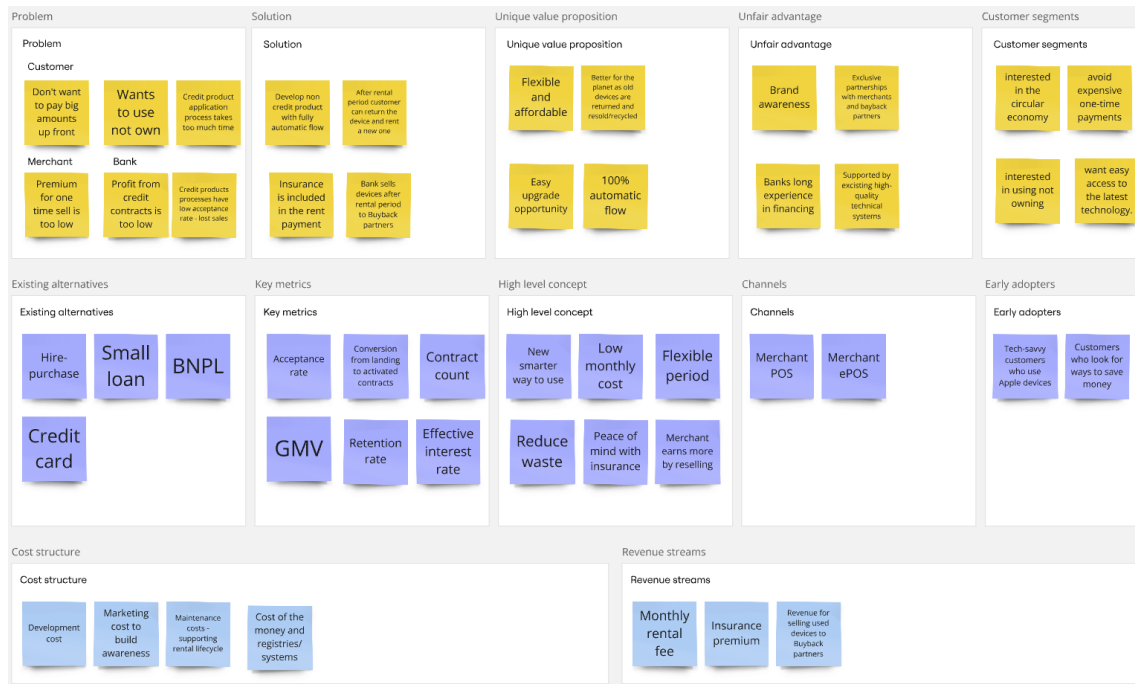 Problem
Solution
Unique value proposition
Unfair advantage
Customer segments
Problem
Customer
Don't want
to pay big
amounts
up front
Wants
to use
not own
Credit product
application
process takes
too much time
Merchant
Bank
Premium
for one
time sell is
too low
Profit from
credit
contracts is
too low
Credit products
processes have
low acceptance
rate - lost sales
Solution
Develop non
credit product
with fully
automatic flow
After rental
period customer
can return the
device and rent
a new one
Insurance
is included
in the rent
payment
Bank sells
devices after
rental period to
Buyback
partners
Unique value proposition
Flexible
and
affordable
Better for the
planet as old
devices are
returned and
resold/recycled
Easy
upgrade
opportunity
100%
automatic
flow
Unfair advantage
Brand
awareness
Exclusive
partnerships
with merchants
and bayback
partners
Banks long
experience
in financing
Supported by
excisting high-
quality
technical
systems
Customer segments
interested
in the
circular
economy
avoid
expensive
one-time
payments
interested
in using not
owning
want easy
access to
the latest
technology.
Existing alternatives
Key metrics
High level concept
Channels
Early adopters
Existing alternatives
Hire-
purchase
Small
loan
BNPL
Credit
card
Key metrics
Acceptance
rate
Conversion
from landing
to activated
contracts
Contract
count
GMV
Retention
rate
Effective
interest
rate
High level concept
New
smarter
way to use
Low
monthly
cost
Flexible
period
Reduce
waste
Peace of
mind with
insurance
Merchant
earns more
by reselling
Channels
Merchant
POS
Merchant
ePOS
Early adopters
Tech-savvy
customers
who use
Apple devices
Customers
who look for
ways to save
money
Cost structure
Revenue streams
Cost structure
Development
cost
Marketing
cost to
build
awareness
Maintenance
costs -
supporting
rental lifecycle
Cost of the
money and
registries/
systems
Revenue streams
Monthly
rental
fee
Insurance
premium
Revenue for
selling used
devices to
Buyback
partners